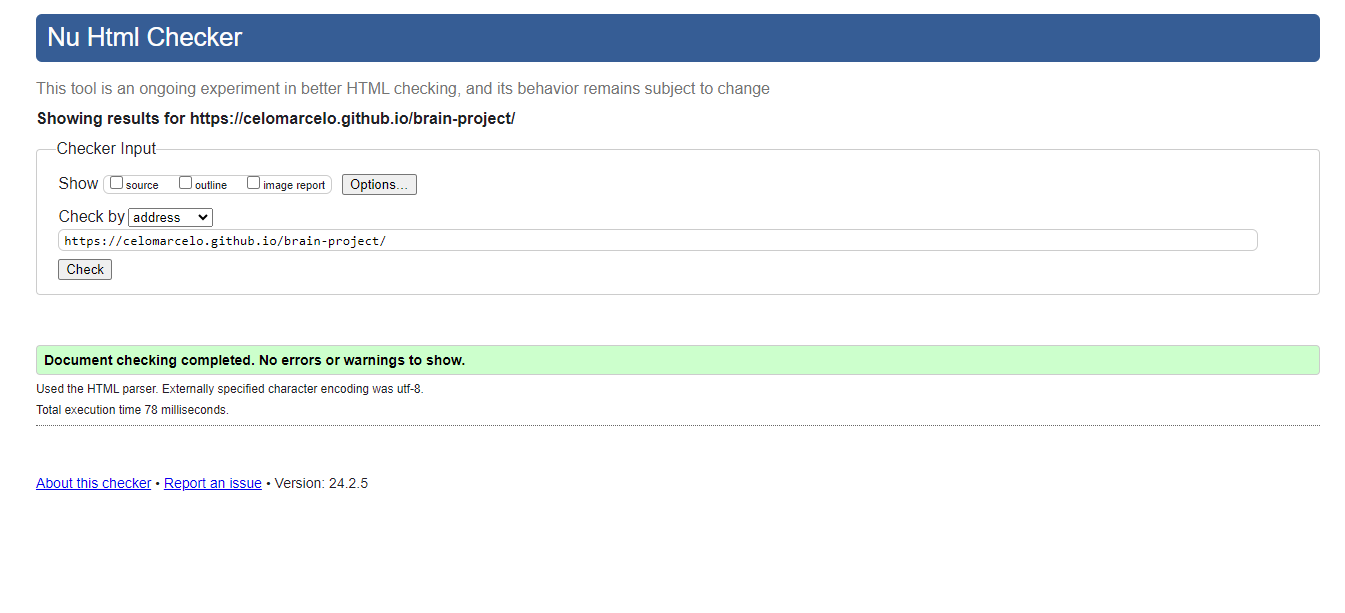 Nu Html Checker
This tool is an ongoing experiment in better HTML checking, and its behavior remains subject to change
Showing results for https://celomarcelo.github.io/brain-project/
Checker Input
Show source outline image report Options...
Check by address
https://celomarcelo.github.io/brain-project/
Check
Document checking completed. No errors or warnings to show.
Used the HTML parser. Externally specified character encoding was utf-8.
Total execution time 78 milliseconds.
About this checker • Report an issue • Version: 24.2.5